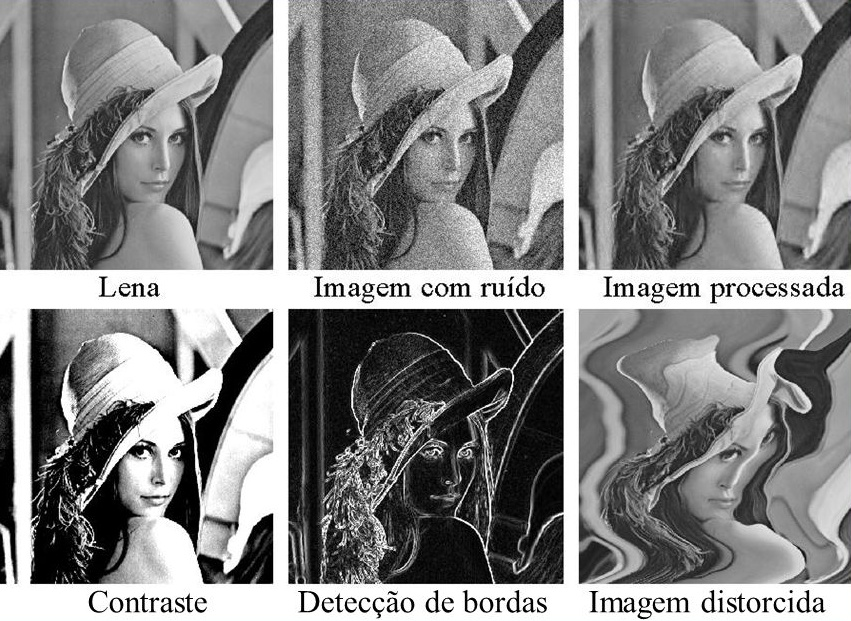 Lena
Imagem com ruído
Imagem processada
Contraste
Detecção de bordas
Imagem distorcida